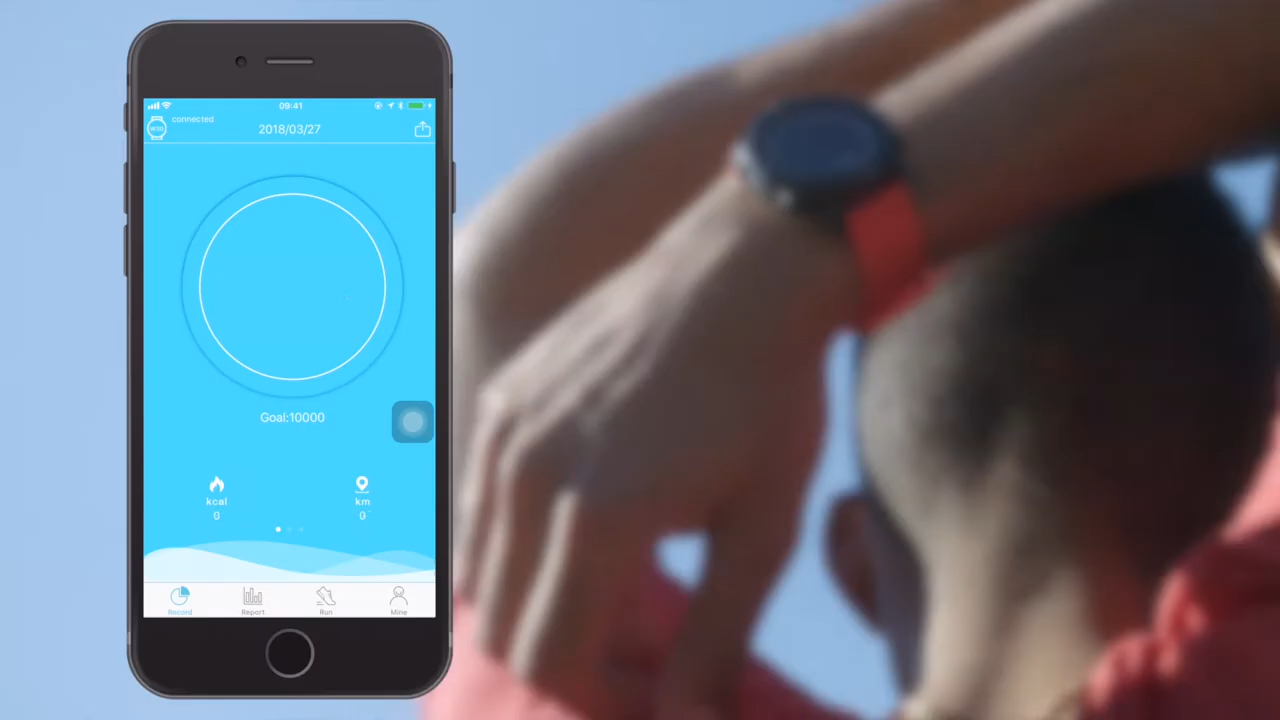 09:41
connected
2018/03/27
Goal:10000
kcal
km
0
0
Record
Report
Run
Mine